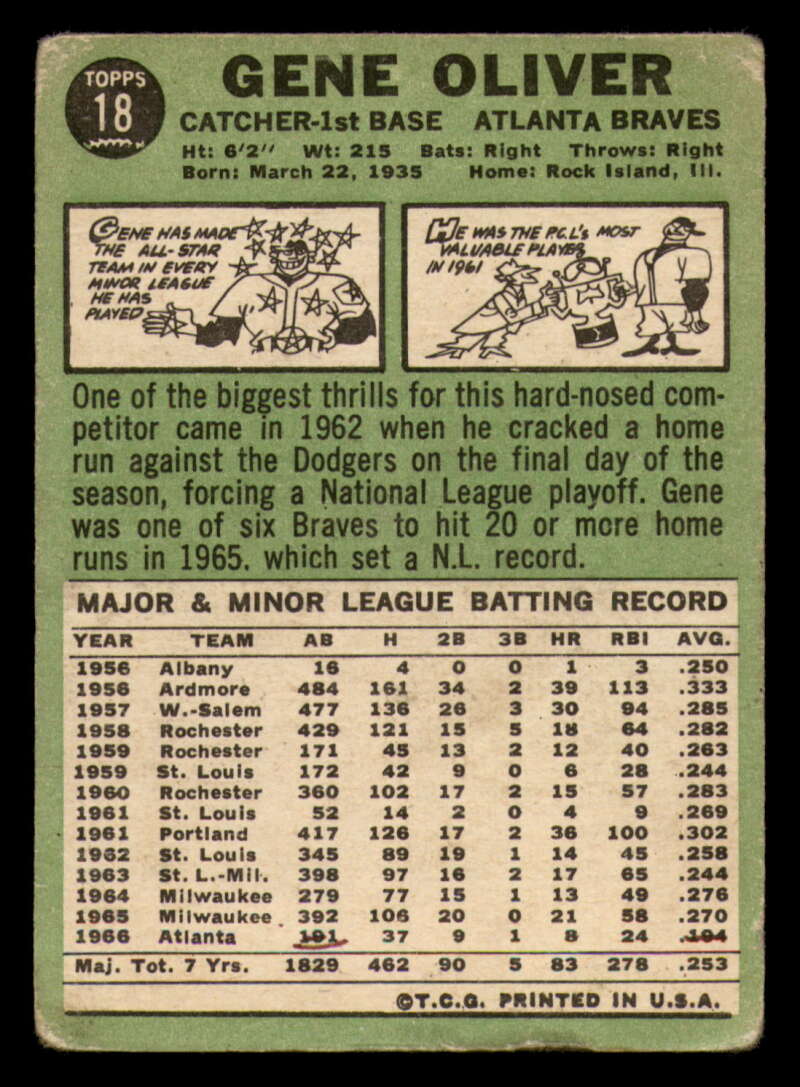 TOPPS
18
GENE OLIVER
CATCHER-1st BASE ATLANTA BRAVES
Ht: 6'2" Wt: 215 Bats: Right Throws: Right
Born: March 22, 1935 Home: Rock Island, Ill.
GENE HAS MADE
THE ALL-STAR
TEAM IN EVERY
MINOR LEAGUE
HE HAS
PLAYED
HE WAS THE P.C.L'S MOST
VALUABLE PLAYER
IN 1961
One of the biggest thrills for this hard-nosed com-
petitor came in 1962 when he cracked a home
run against the Dodgers on the final day of the
season, forcing a National League playoff. Gene
was one of six Braves to hit 20 or more home
runs in 1965. which set a N.L. record.
MAJOR & MINOR LEAGUE BATTING RECORD
YEAR TEAM AB H 2B 3B HR RBI AVG.
1956 Albany 16 4 0 0 1 3 .250
1956 Ardmore 484 161 34 2 39 113 .333
1957 W.-Salem 477 136 26 3 30 94 .285
1958 Rochester 429 121 15 5 18 64 .282
1959 Rochester 171 45 13 2 12 40 .263
1959 St. Louis 172 42 9 0 6 28 .244
1960 Rochester 360 102 17 2 15 57 .283
1961 St. Louis 52 14 2 0 4 9 .269
1961 Portland 417 126 17 2 36 100 .302
1962 St. Louis 345 89 19 1 14 45 .258
1963 St. L.-Mil. 398 97 16 2 17 65 .244
1964 Milwaukee 279 77 15 1 13 49 .276
1965 Milwaukee 392 106 20 0 21 58 .270
1966 Atlanta 191 37 9 1 8 24 .194
Maj. Tot. 7 Yrs. 1829 462 90 5 83 278 .253
©T.C.G. PRINTED IN U.S.A.